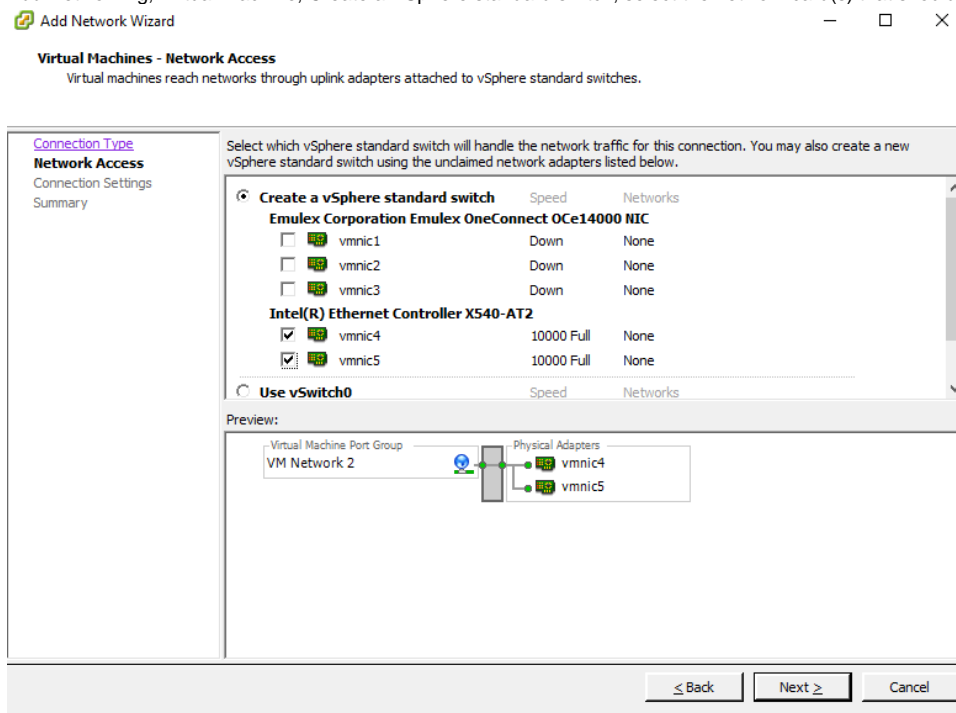 Add Network Wizard
Virtual Machines - Network Access
Virtual machines reach networks through uplink adapters attached to vSphere standard switches.
Connection Type
Network Access
Connection Settings
Summary
Select which vSphere standard switch will handle the network traffic for this connection. You may also create a new
vSphere standard switch using the unclaimed network adapters listed below.
Create a vSphere standard switch Speed Networks
Emulex Corporation Emulex OneConnect OCe14000 NIC
vmnic1 Down None
vmnic2 Down None
vmnic3 Down None
Intel(R) Ethernet Controller X540-AT2
vmnic4 10000 Full None
vmnic5 10000 Full None
Use vSwitch0 Speed Networks
Preview:
Virtual Machine Port Group Physical Adapters
VM Network 2 vmnic4
vmnic5
< Back Next > Cancel